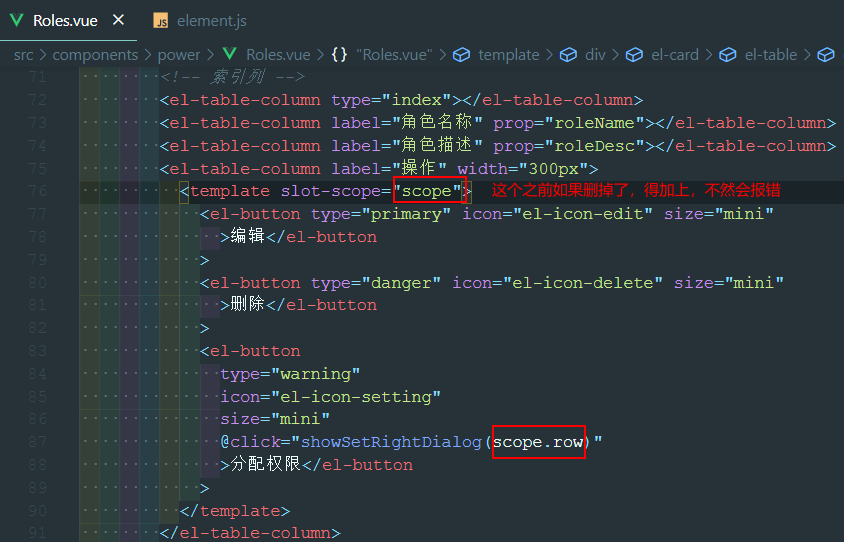 Roles.vue ✕ JS element.js
src > components > power > Roles.vue > {} "Roles.vue" > template > div > el-card > el-table >
71 <!-- 索引列 -->
72 <el-table-column type="index"></el-table-column>
73 <el-table-column label="角色名称" prop="roleName"></el-table-column>
74 <el-table-column label="角色描述" prop="roleDesc"></el-table-column>
75 <el-table-column label="操作" width="300px">
76 <template slot-scope="scope"> 这个之前如果删掉了，得加上，不然会报错
77 <el-button type="primary" icon="el-icon-edit" size="mini"
78 >编辑</el-button
79 >
80 <el-button type="danger" icon="el-icon-delete" size="mini"
81 >删除</el-button
82 >
83 <el-button
84 type="warning"
85 icon="el-icon-setting"
86 size="mini"
87 @click="showSetRightDialog(scope.row)"
88 >分配权限</el-button
89 >
90 </template>
91 </el-table-column>